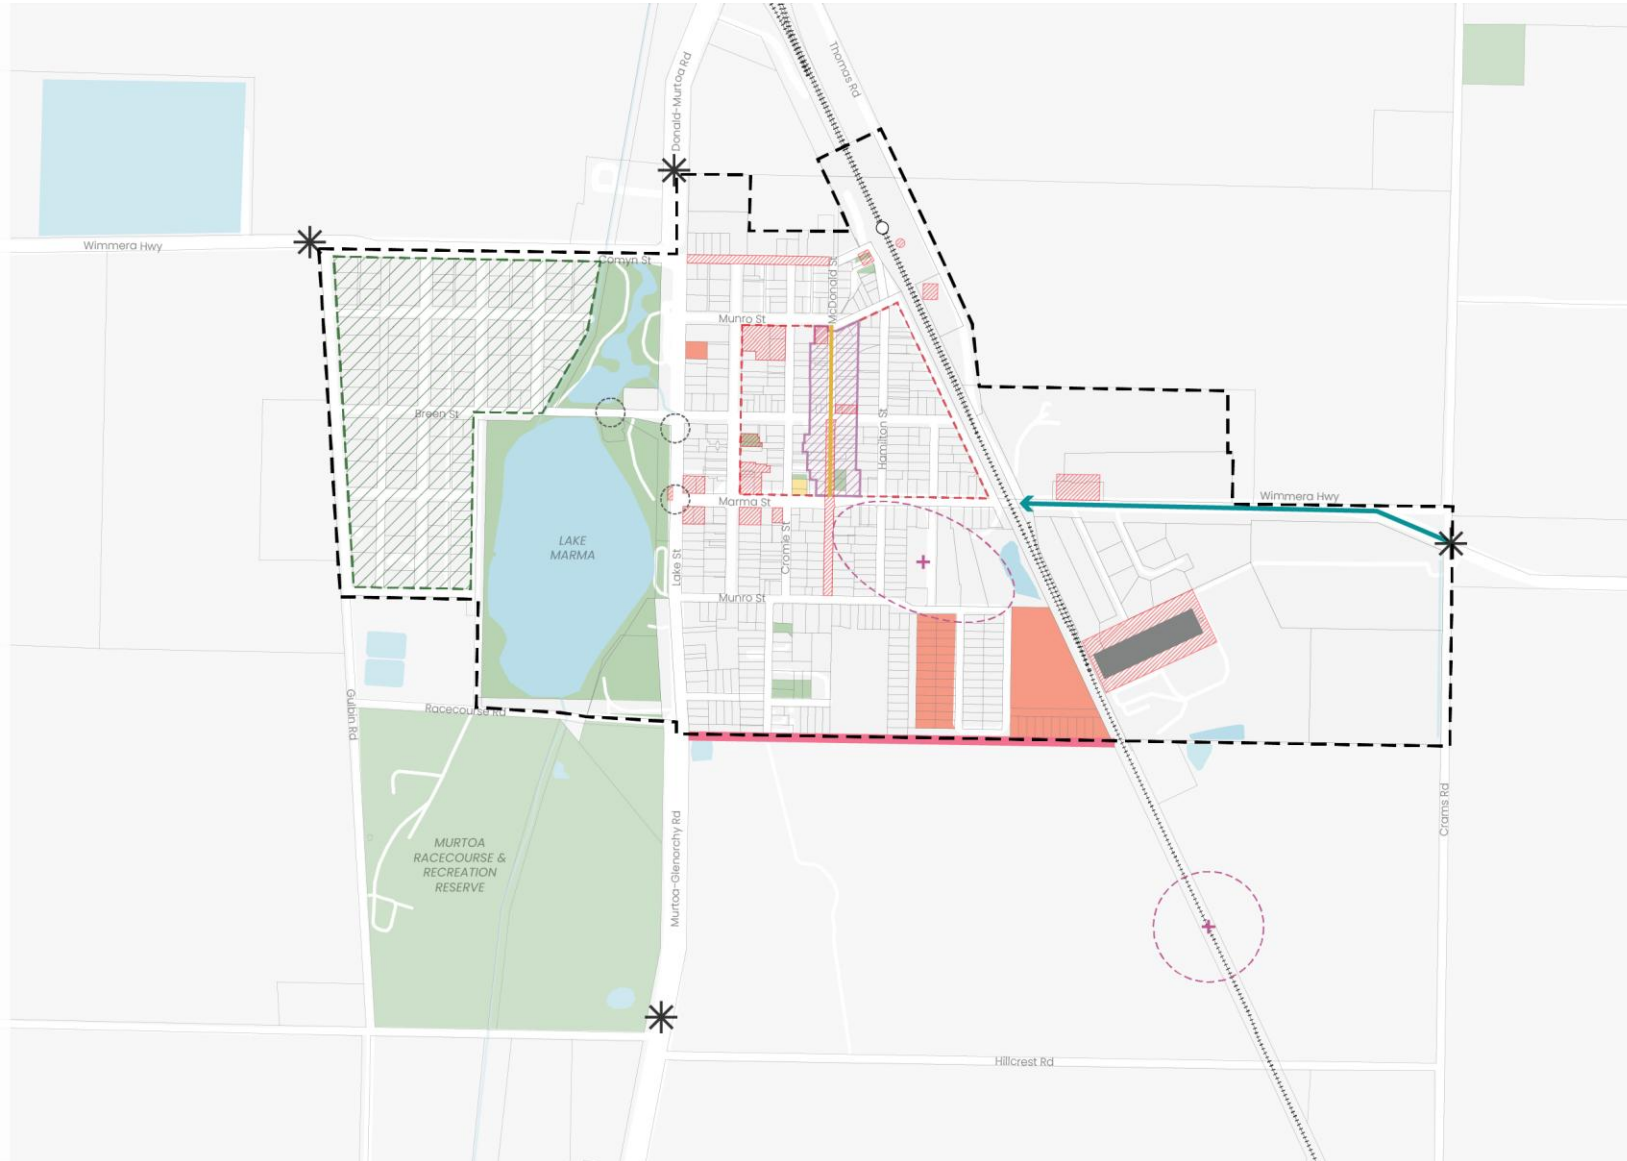 Donald-Murtoa Rd
Thomas Rd
Wimmera Hwy
Comyn St
McDonald St
Munro St
Breen St
Hamilton St
Marma St
Wimmera Hwy
LAKE
MARMA
Lake St
Crome St
Munro St
Gulbin Rd
Racecourse Rd
MURTOA
RACECOURSE &
RECREATION
RESERVE
Murtoa-Glenorchy Rd
Crams Rd
Hillcrest Rd